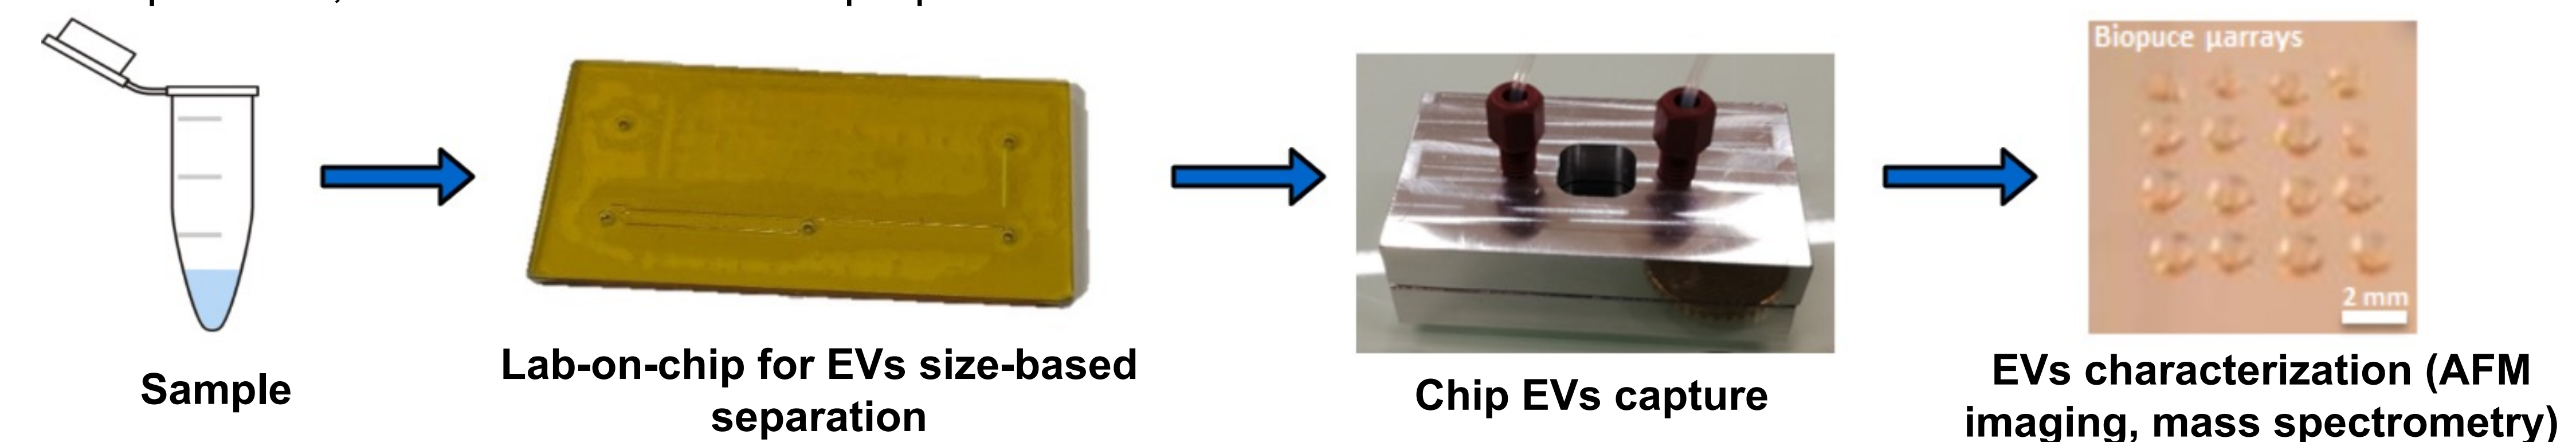 Biopuce µarrays
2 mm
Sample
Lab-on-chip for EVs size-based
separation
Chip EVs capture
EVs characterization (AFM
imaging, mass spectrometry)